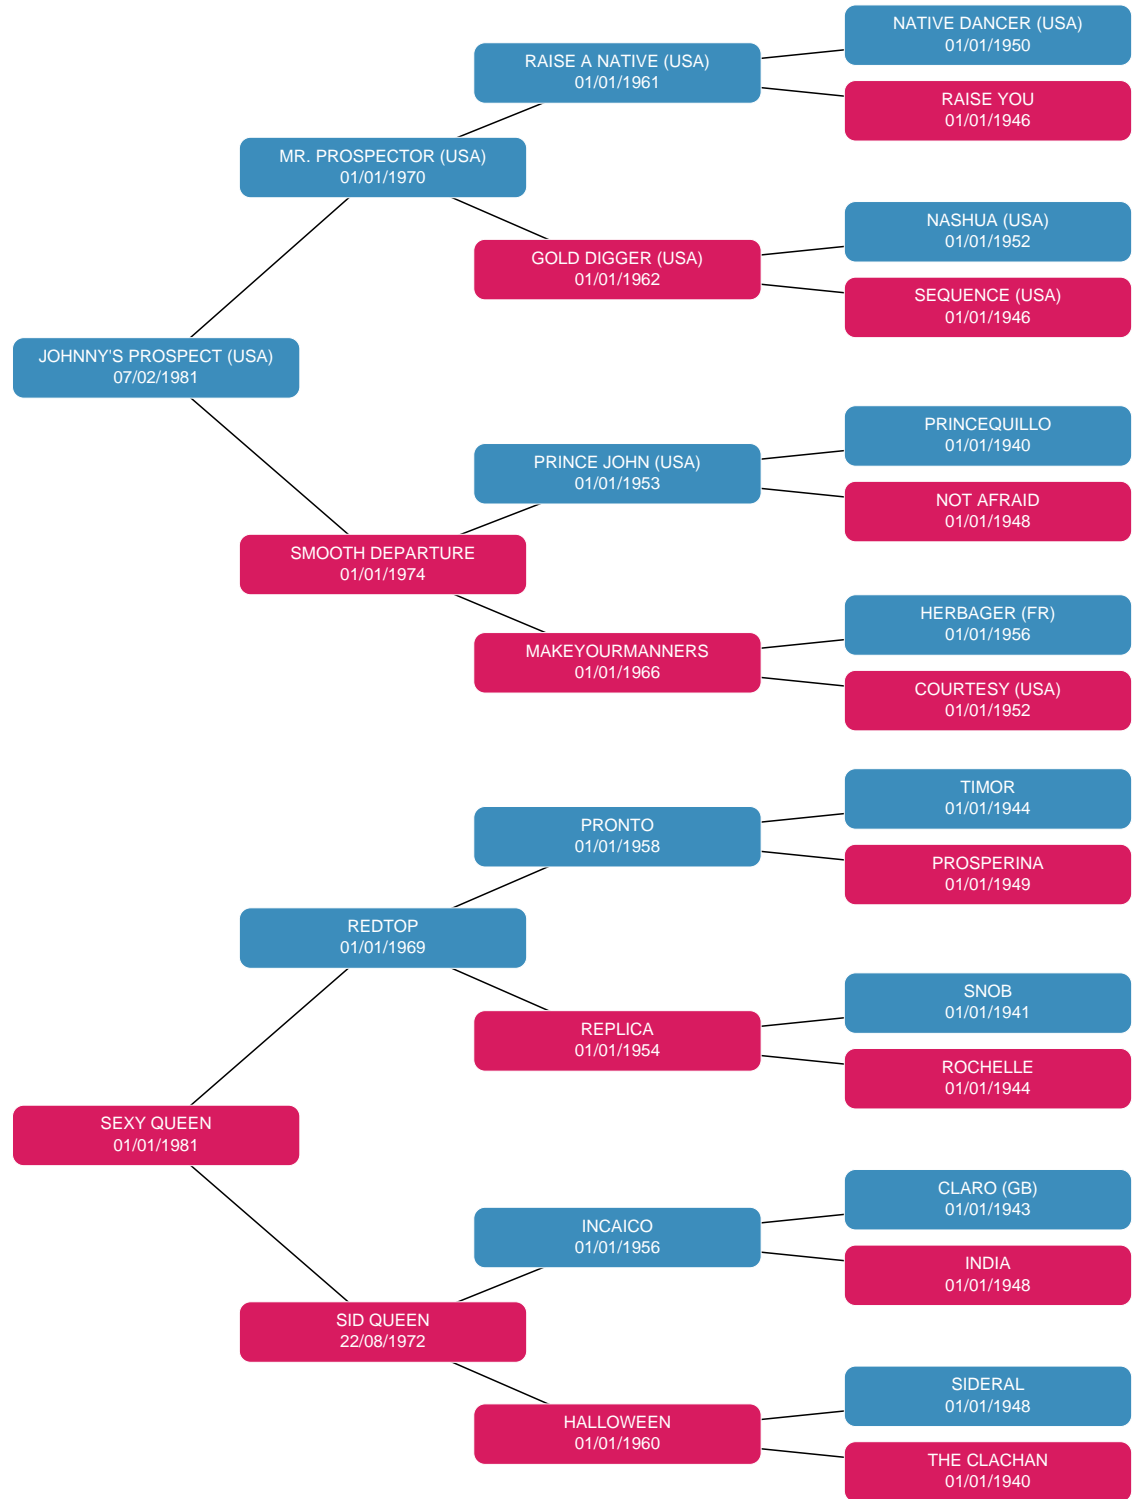 NATIVE DANCER (USA)
01/01/1950
RAISE A NATIVE (USA)
01/01/1961
RAISE YOU
01/01/1946
MR. PROSPECTOR (USA)
01/01/1970
NASHUA (USA)
01/01/1952
GOLD DIGGER (USA)
01/01/1962
SEQUENCE (USA)
01/01/1946
JOHNNY'S PROSPECT (USA)
07/02/1981
PRINCEQUILLO
01/01/1940
PRINCE JOHN (USA)
01/01/1953
NOT AFRAID
01/01/1948
SMOOTH DEPARTURE
01/01/1974
HERBAGER (FR)
01/01/1956
MAKEYOURMANNERS
01/01/1966
COURTESY (USA)
01/01/1952
TIMOR
01/01/1944
PRONTO
01/01/1958
PROSPERINA
01/01/1949
REDTOP
01/01/1969
SNOB
01/01/1941
REPLICA
01/01/1954
ROCHELLE
01/01/1944
SEXY QUEEN
01/01/1981
CLARO (GB)
01/01/1943
INCAICO
01/01/1956
INDIA
01/01/1948
SID QUEEN
22/08/1972
SIDERAL
01/01/1948
HALLOWEEN
01/01/1960
THE CLACHAN
01/01/1940